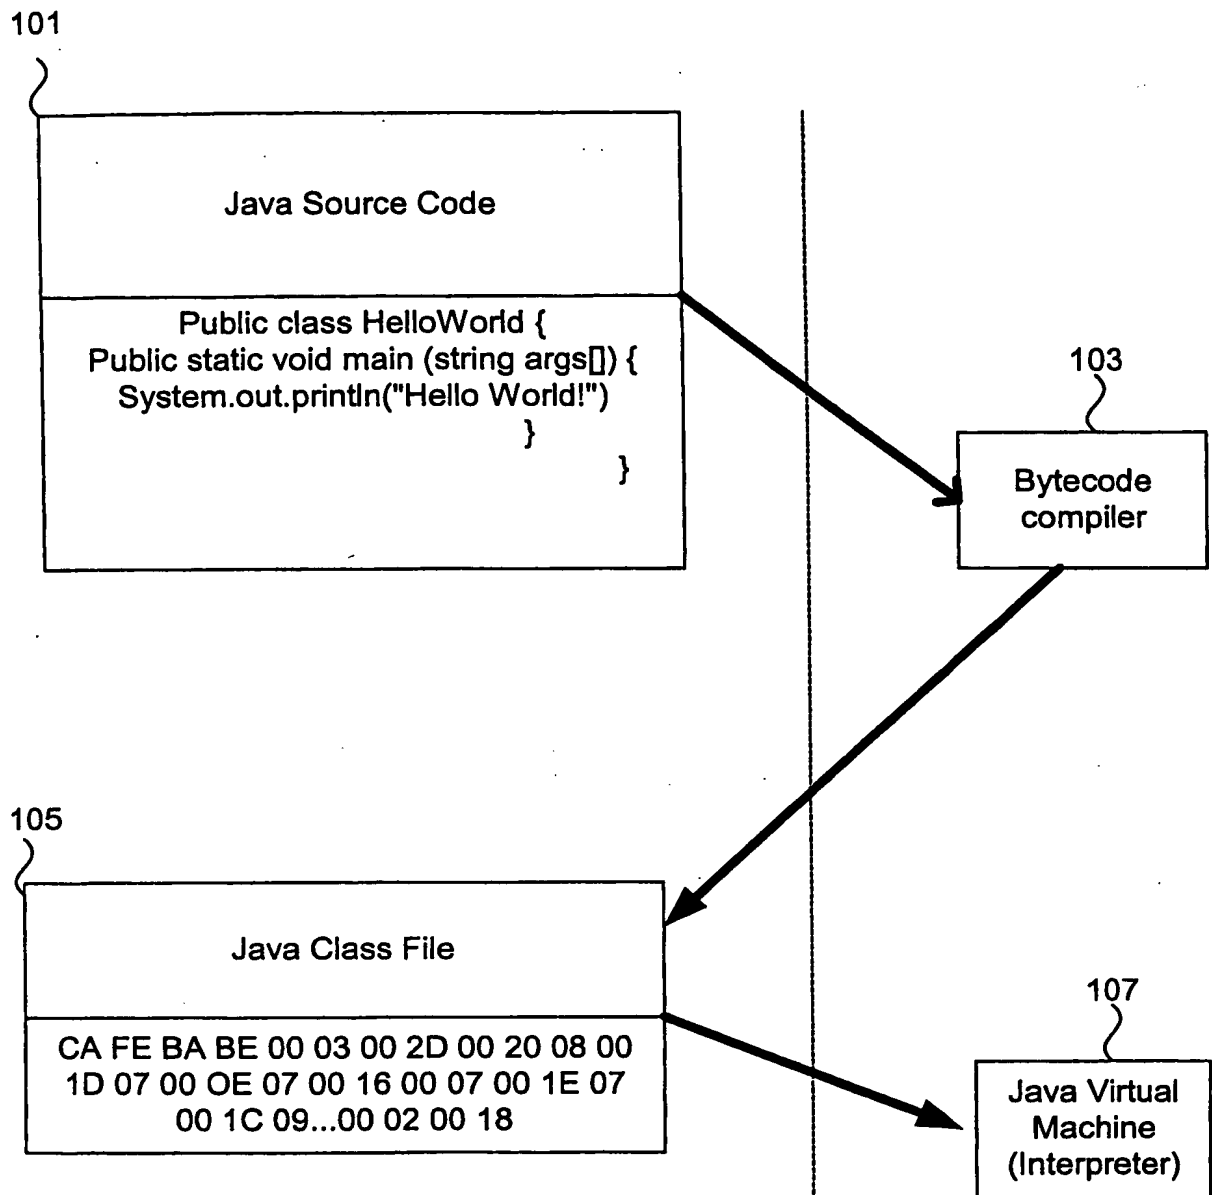 101
Java Source Code
Public class HelloWorld {
Public static void main (string args[]) {
System.out.println("Hello World!")
}
}
103
Bytecode
compiler
105
Java Class File
CA FE BA BE 00 03 00 2D 00 20 08 00
1D 07 00 OE 07 00 16 00 07 00 1E 07
00 1C 09...00 02 00 18
107
Java Virtual
Machine
(Interpreter)